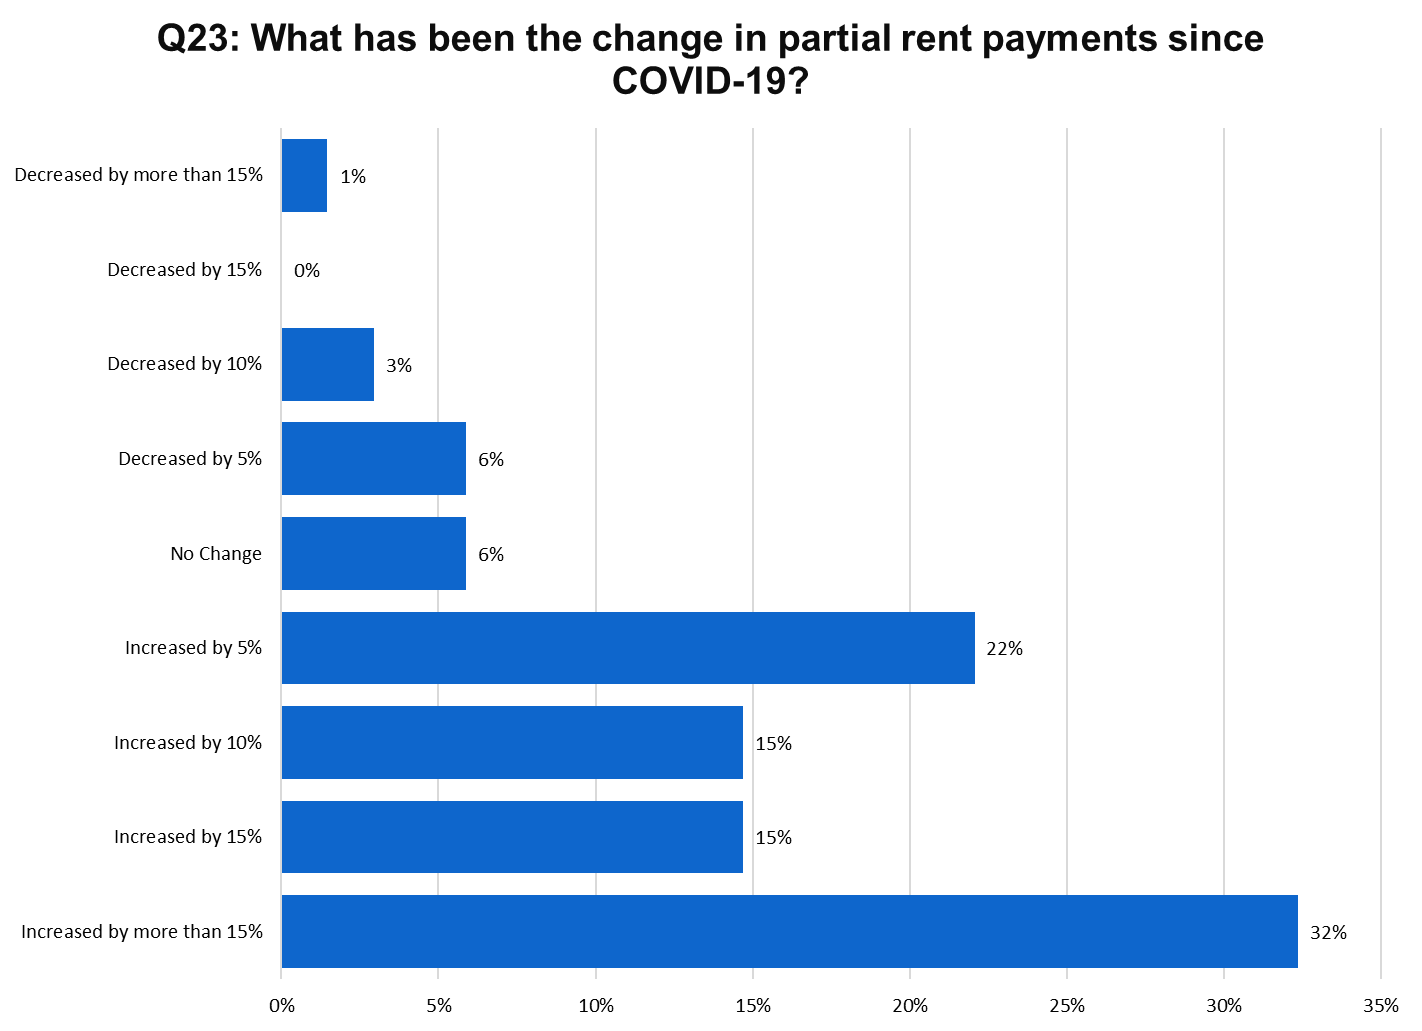 Q23: What has been the change in partial rent payments since
COVID-19?
Decreased by more than 15%
1%
Decreased by 15%
0%
Decreased by 10%
3%
Decreased by 5%
6%
No Change
6%
Increased by 5%
22%
Increased by 10%
15%
Increased by 15%
15%
Increased by more than 15%
32%
0% 5% 10% 15% 20% 25% 30% 35%